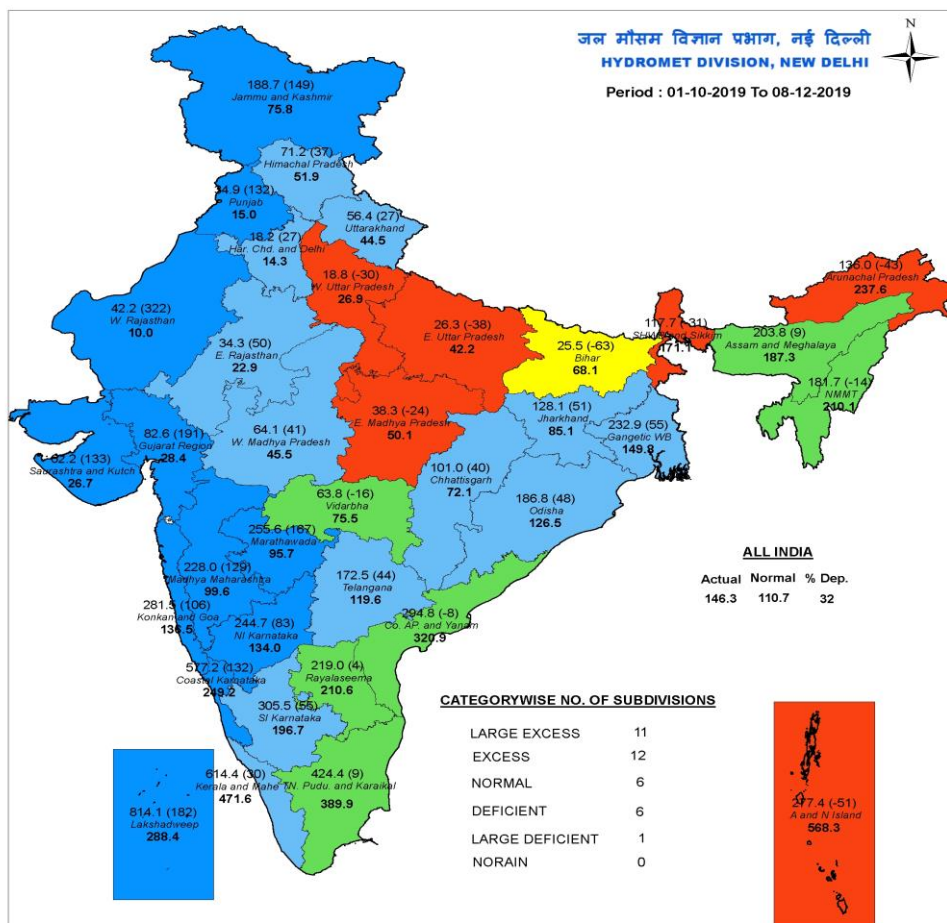 जल मौसम विज्ञान प्रभाग, नई दिल्ली
HYDROMET DIVISION, NEW DELHI
N
Period : 01-10-2019 To 08-12-2019
188.7 (149)
Jammu and Kashmir
75.8
71.2 (37)
Himachal Pradesh
51.9
34.9 (132)
Punjab
15.0
56.4 (27)
Uttarakhand
44.5
18.2 (27)
Har. Chd. and Delhi
14.3
18.8 (-30)
W. Uttar Pradesh
26.9
136.0 (-43)
Arunachal Pradesh
237.6
42.2 (322)
W. Rajasthan
10.0
26.3 (-38)
E. Uttar Pradesh
42.2
117.7 (-31)
and Sikkim
171.1
203.8 (9)
Assam and Meghalaya
187.3
34.3 (50)
E. Rajasthan
22.9
25.5 (-63)
Bihar
68.1
181.7 (-14)
NMMT
210.1
38.3 (-24)
E. Madhya Pradesh
50.1
128.1 (51)
Jharkhand
85.1
64.1 (41)
W. Madhya Pradesh
45.5
232.9 (55)
Gangetic WB
149.8
82.6 (191)
Gujarat Region
28.4
62.2 (133)
Saurashtra and Kutch
26.7
101.0 (40)
Chhattisgarh
72.1
63.8 (-16)
Vidarbha
75.5
186.8 (48)
Odisha
126.5
255.6 (167)
Marathawada
95.7
228.0 (129)
Madhya Maharashtra
99.6
172.5 (44)
Telangana
119.6
281.5 (106)
Konkan and Goa
136.5
244.7 (83)
NI Karnataka
134.0
294.8 (-8)
Co. AP. and Yanam
320.9
577.2 (132)
Coastal Karnataka
249.2
219.0 (4)
Rayalaseema
210.6
305.5 (55)
SI Karnataka
196.7
614.4 (30)
Kerala and Mahe
471.6
424.4 (9)
TN. Pudu. and Karaikal
389.9
814.1 (182)
Lakshadweep
288.4
277.4 (-51)
A and N Island
568.3
ALL INDIA
Actual Normal % Dep.
146.3 110.7 32
CATEGORYWISE NO. OF SUBDIVISIONS
LARGE EXCESS 11
EXCESS 12
NORMAL 6
DEFICIENT 6
LARGE DEFICIENT 1
NORAIN 0